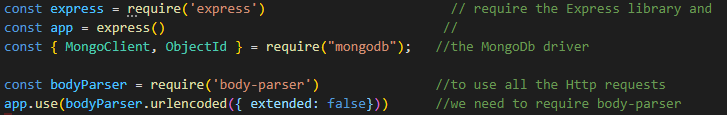 const express = require('express') // require the Express library and
const app = express() //
const { MongoClient, ObjectId } = require("mongodb"); //the MongoDb driver
const bodyParser = require('body-parser') //to use all the Http requests
app.use(bodyParser.urlencoded({ extended: false})) //we need to require body-parser